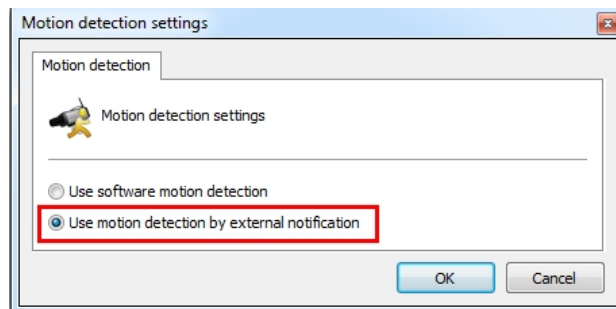 Motion detection settings
Motion detection
Motion detection settings
Use software motion detection
Use motion detection by external notification
OK Cancel